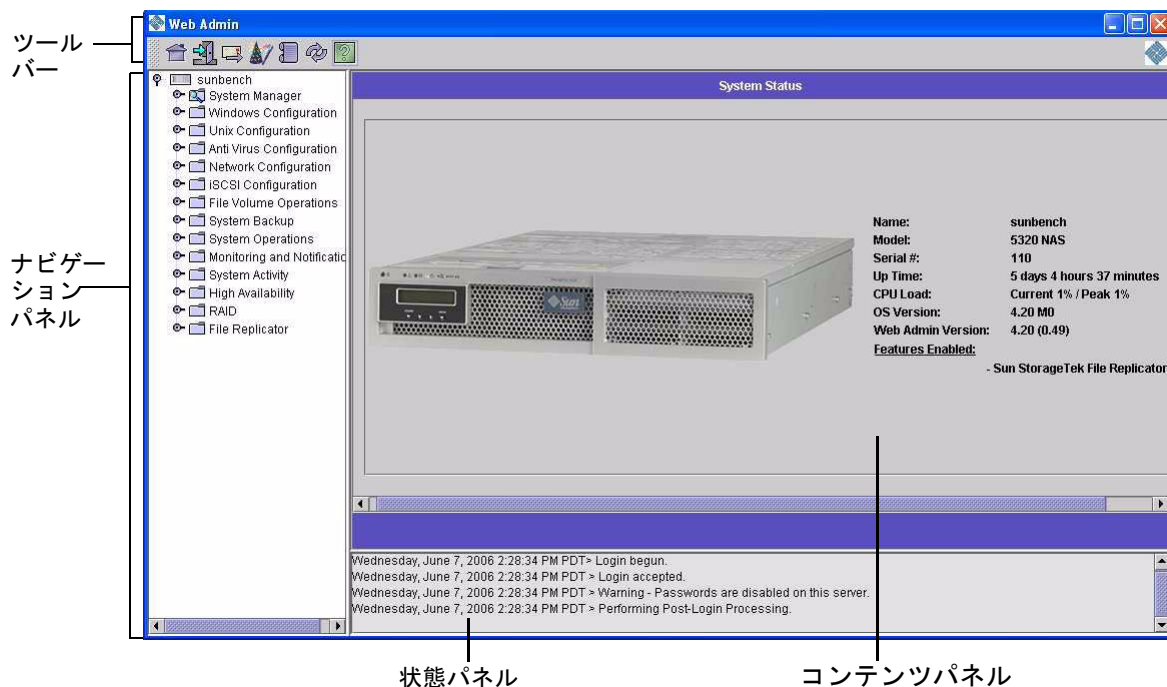 Web Admin
ツール
バー
sunbench
System Manager
Windows Configuration
Unix Configuration
Anti Virus Configuration
Network Configuration
iSCSI Configuration
File Volume Operations
System Backup
System Operations
Monitoring and Notificatic
System Activity
High Availability
RAID
File Replicator
ナビゲー
ション
パネル
System Status
Sun
Name: sunbench
Model: 5320 NAS
Serial #: 110
Up Time: 5 days 4 hours 37 minutes
CPU Load: Current 1% / Peak 1%
OS Version: 4.20 M0
Web Admin Version: 4.20 (0.49)
Features Enabled:
- Sun StorageTek File Replicator
Wednesday, June 7, 2006 2:28:34 PM PDT> Login begun.
Wednesday, June 7, 2006 2:28:34 PM PDT > Login accepted.
Wednesday, June 7, 2006 2:28:34 PM PDT > Warning - Passwords are disabled on this server.
Wednesday, June 7, 2006 2:28:34 PM PDT > Performing Post-Login Processing.
状態パネル
コンテンツパネル